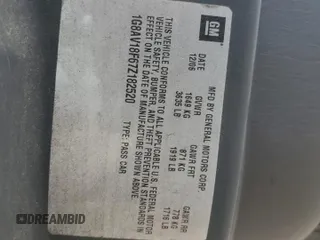 GM
MFD BY GENERAL MOTORS CORP.
DATE GVWR GAWR FRT GAWR RR
12/06 1649 KG 871 KG 778 KG
3635 LB 1919 LB 1716 LB
THIS VEHICLE CONFORMS TO ALL APPLICABLE U.S. FEDERAL MOTOR
VEHICLE SAFETY, BUMPER, AND THEFT PREVENTION STANDARDS IN
EFFECT ON THE DATE OF MANUFACTURE SHOWN ABOVE.
1G8AV18F67Z182520
TYPE: PASS CAR
DREAMBID